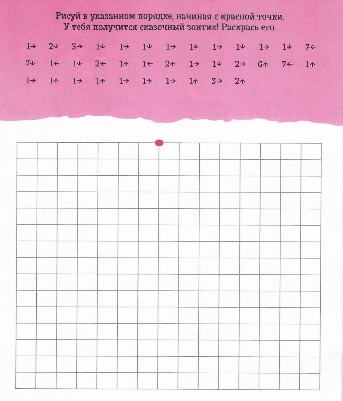 Рисуй в указанном порядке, начиная с красной точки.
У тебя получится сказочный зонтик! Раскрась его.
1→ 2↓ 3→ 1↓ 1→ 1↓ 1→ 1↓ 1→ 1↓ 1→ 1↓ 7←
7↓ 1← 1↓ 2← 1↑ 1← 2↑ 1→ 1↓ 2→ 6↑ 7← 1↑
1→ 1↑ 1→ 1↑ 1→ 1↑ 1→ 1↑ 3→ 2↑